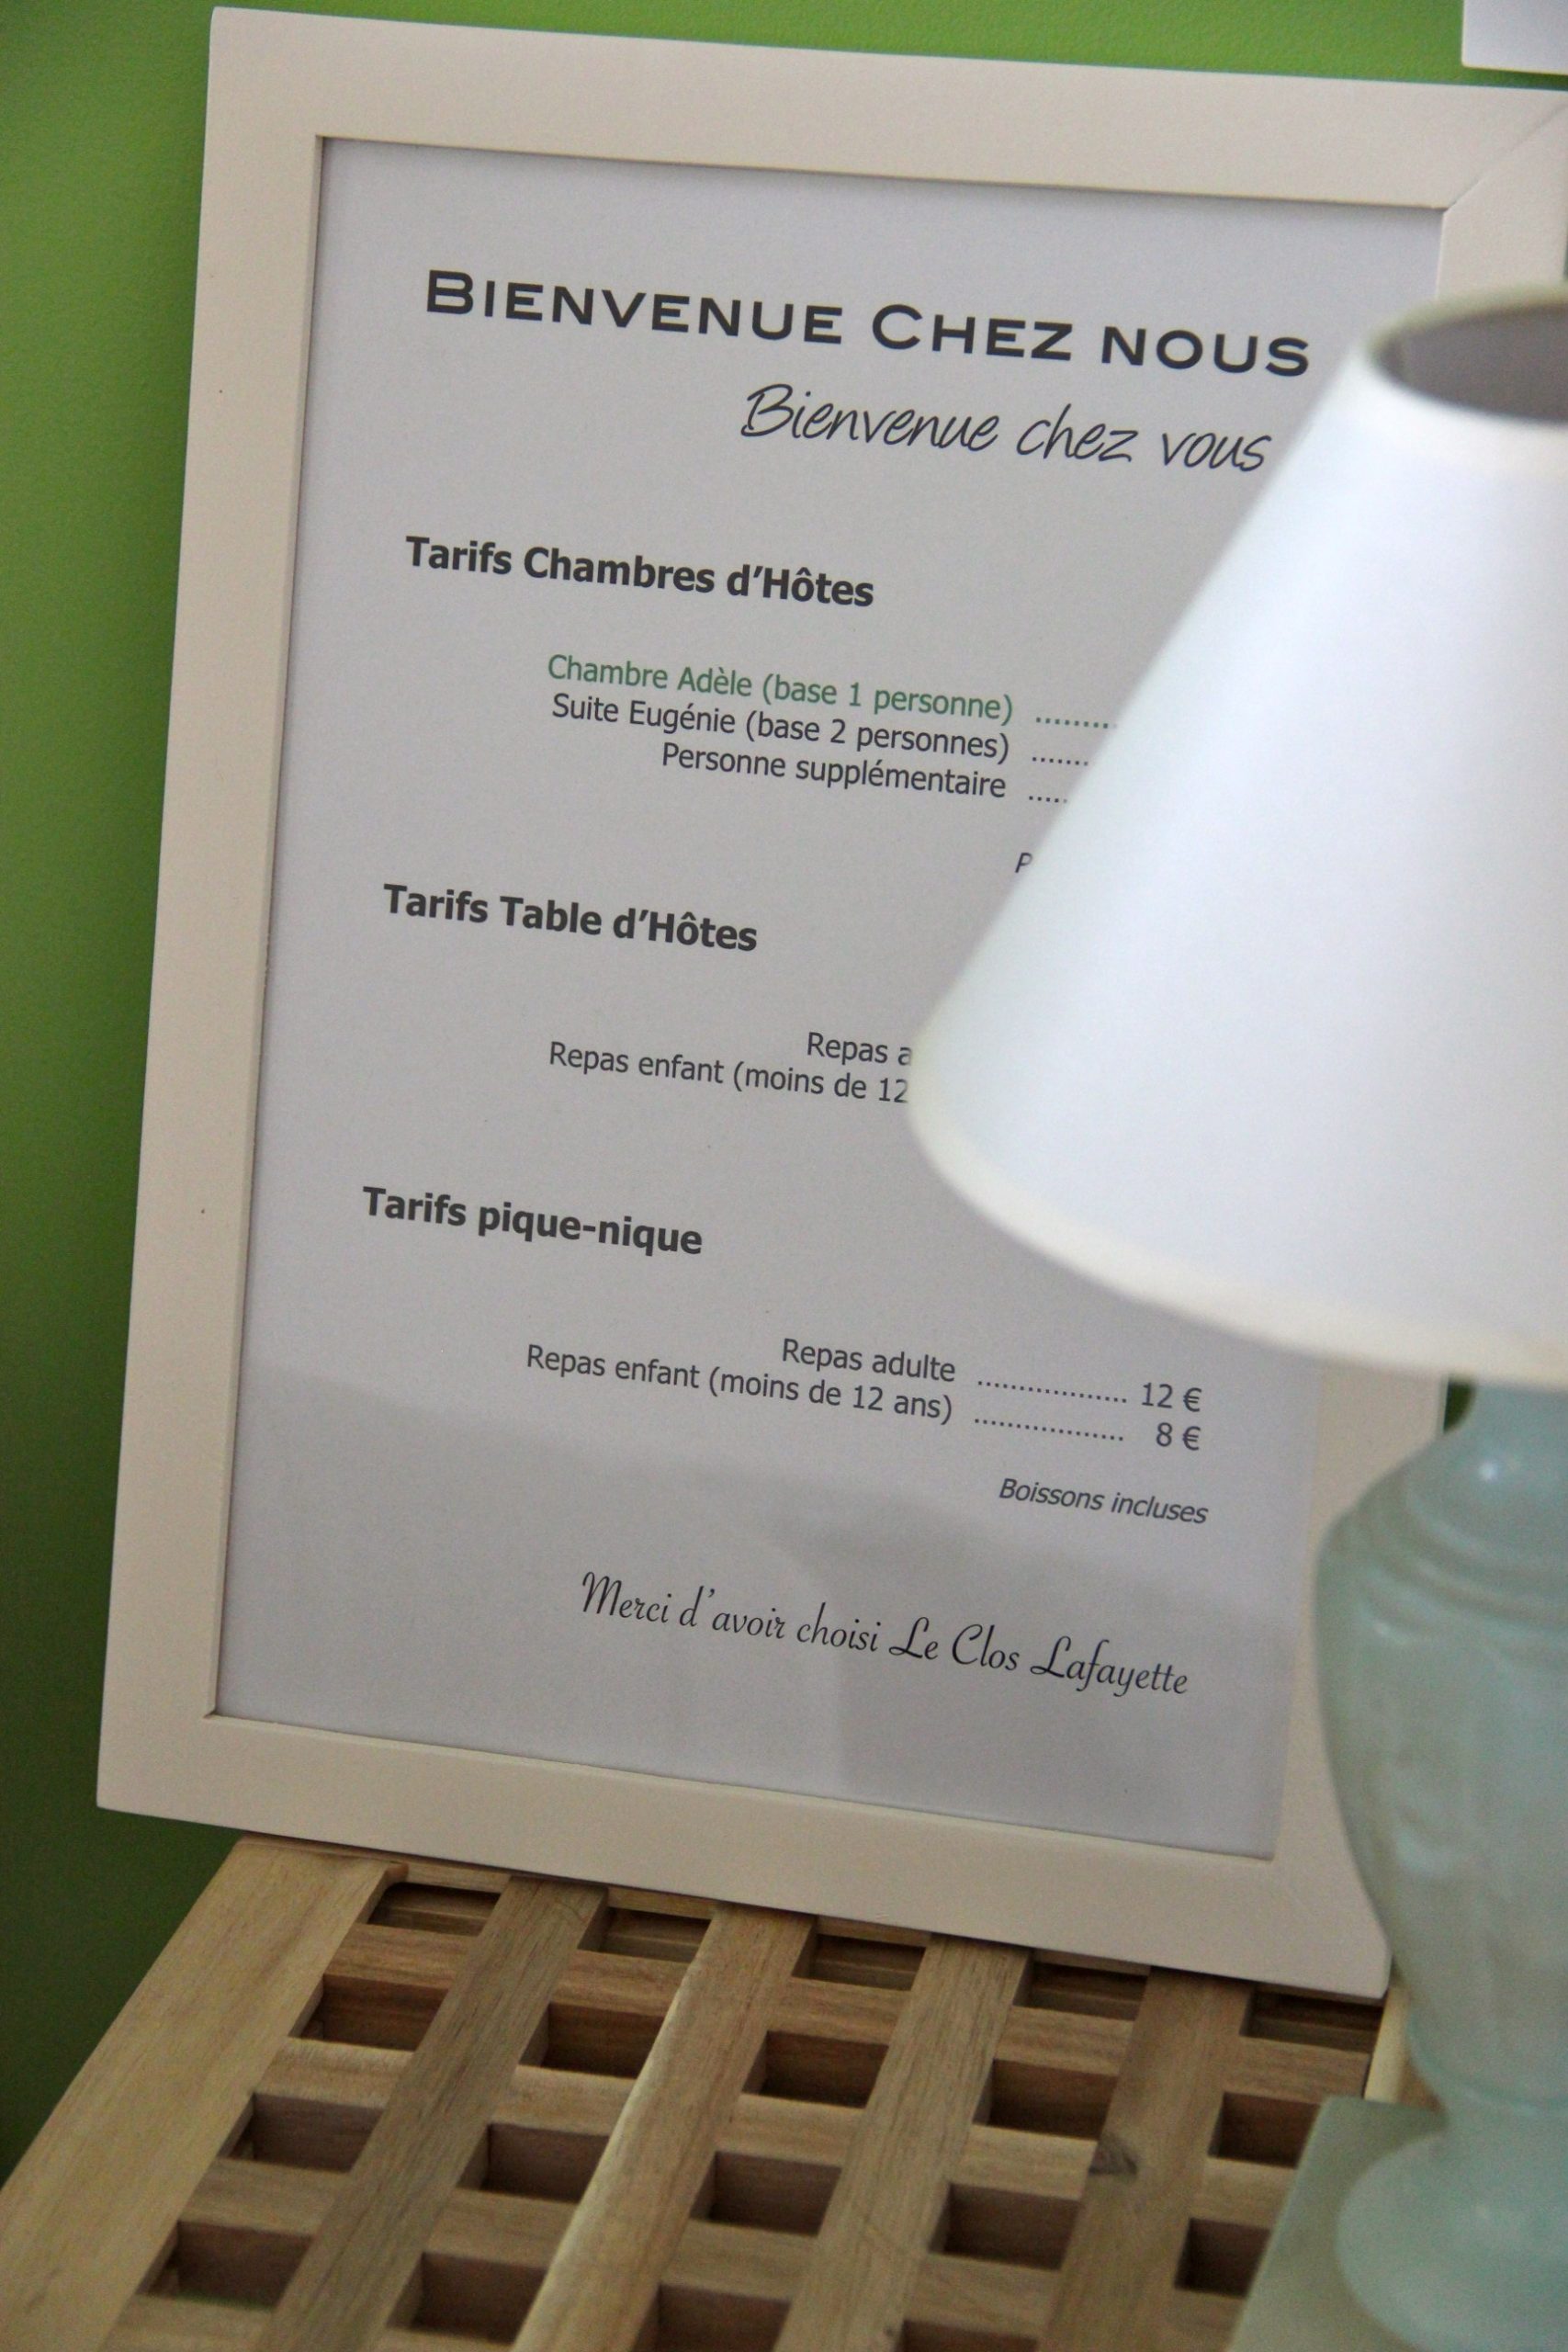 BIENVENUE CHEZ NOUS
Bienvenue chez vous
Tarifs Chambres d'Hôtes
Chambre Adèle (base 1 personne) ........
Suite Eugénie (base 2 personnes) ......
Personne supplémentaire .....
Tarifs Table d'Hôtes
Repas
Repas enfant (moins de 12
Tarifs pique-nique
Repas adulte .................. 12 €
Repas enfant (moins de 12 ans) .................. 8 €
Boissons incluses
Merci d'avoir choisi Le Clos Lafayette